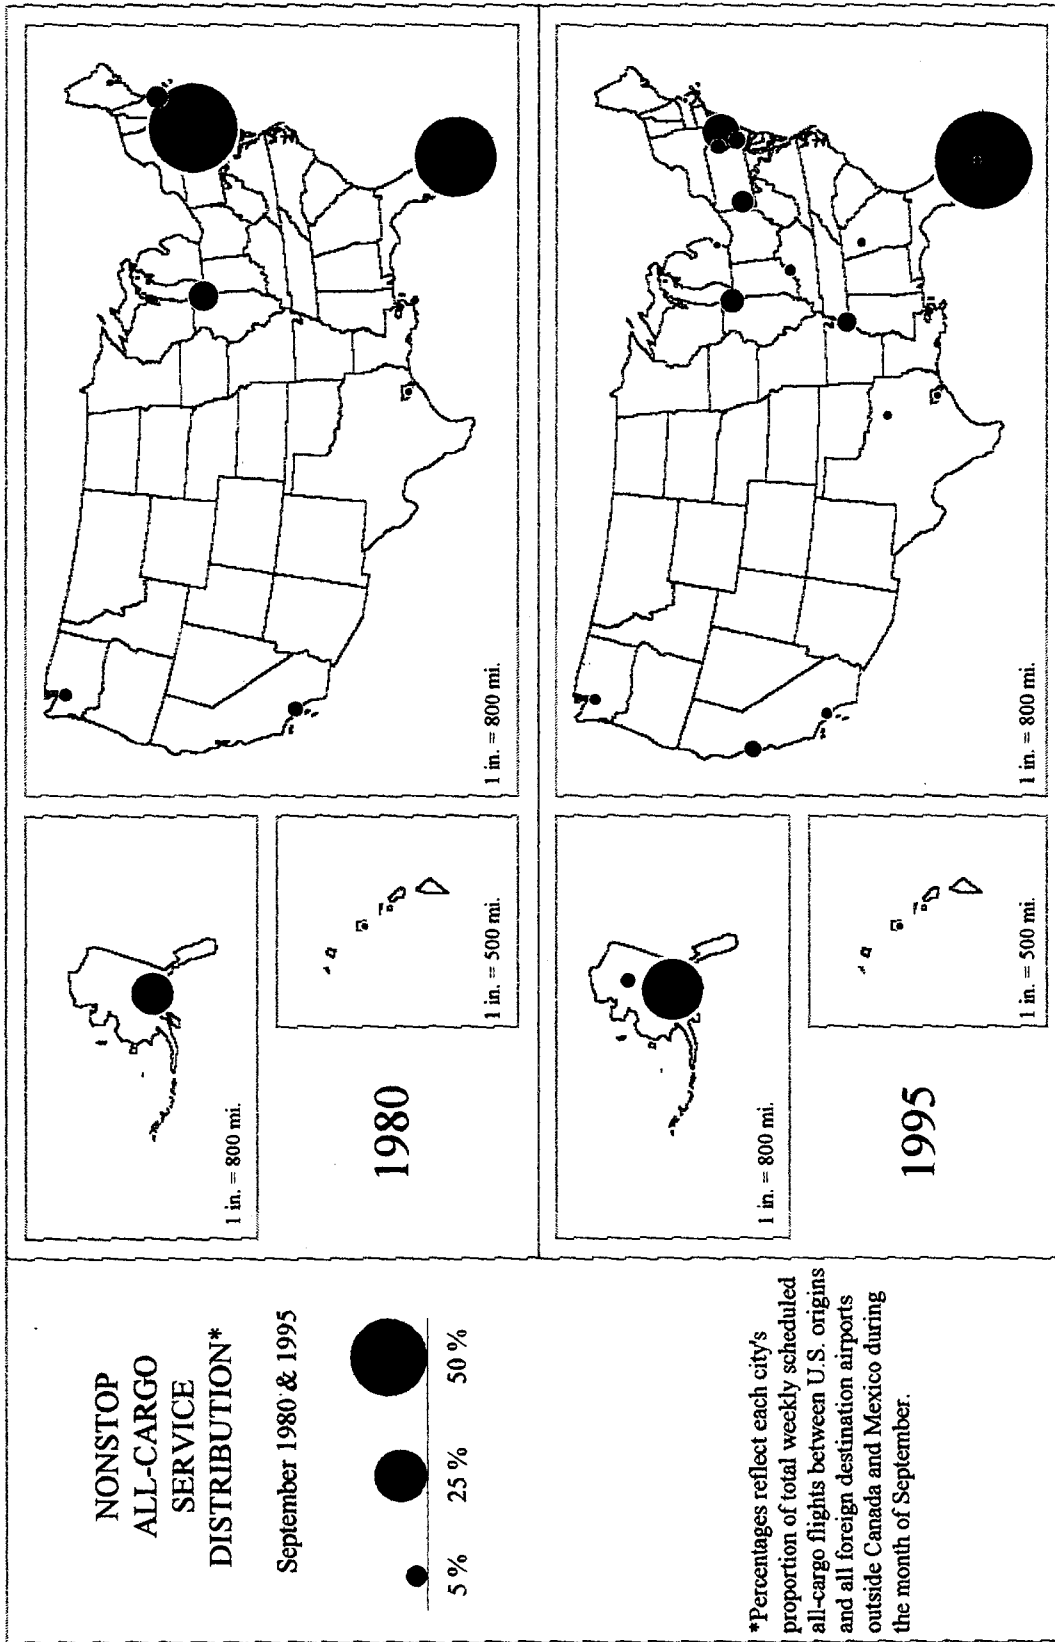 NONSTOP
ALL-CARGO
SERVICE
DISTRIBUTION*
September 1980 & 1995
5 %
25 %
50 %
*Percentages reflect each city's
proportion of total weekly scheduled
all-cargo flights between U.S. origins
and all foreign destination airports
outside Canada and Mexico during
the month of September.
1 in. = 800 mi.
1980
1 in. = 500 mi.
1 in. = 800 mi.
1 in. = 800 mi.
1995
1 in. = 500 mi.
1 in. = 800 mi.